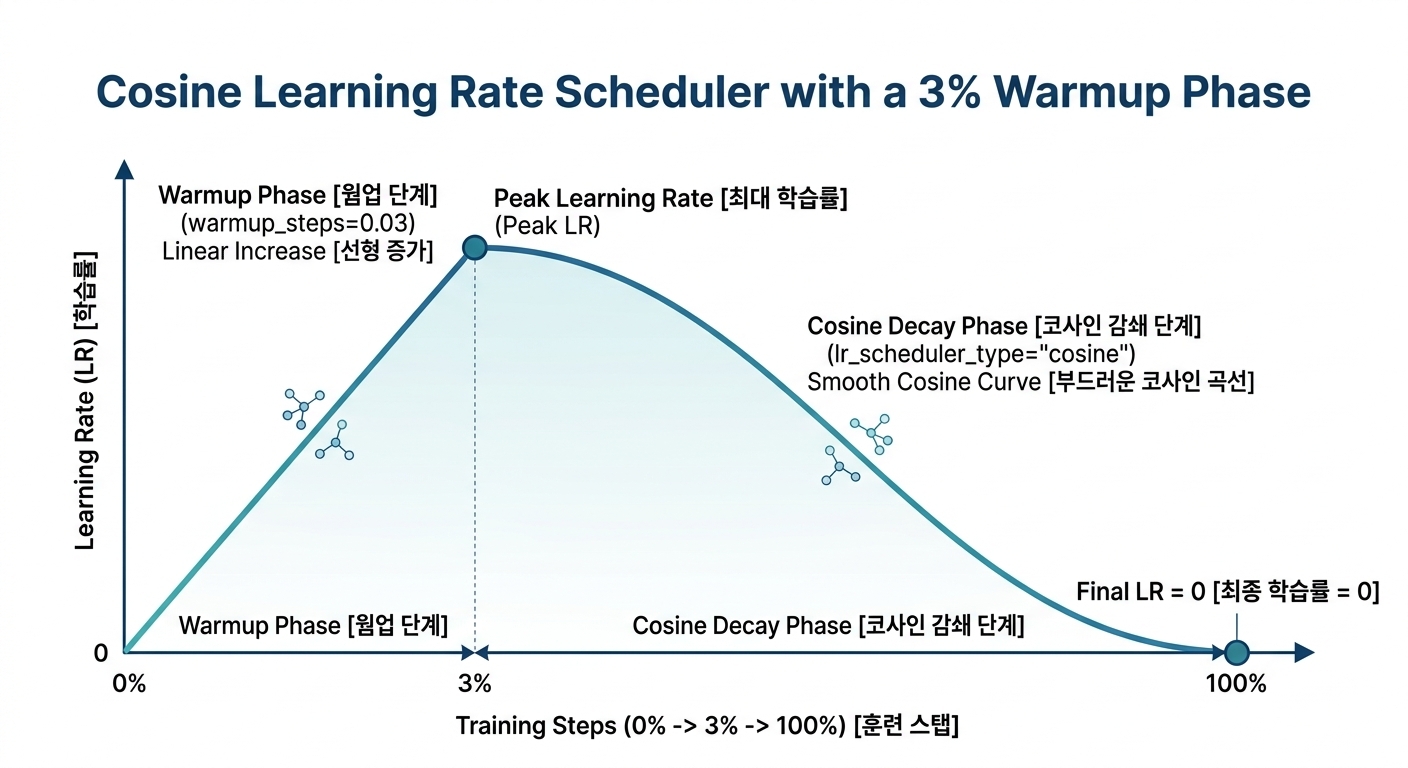 Cosine Learning Rate Scheduler with a 3% Warmup Phase
Warmup Phase [웜업 단계]
(warmup_steps=0.03)
Linear Increase [선형 증가]
Peak Learning Rate [최대 학습률]
(Peak LR)
Learning Rate (LR) [학습률]
Cosine Decay Phase [코사인 감쇄 단계]
(lr_scheduler_type="cosine")
Smooth Cosine Curve [부드러운 코사인 곡선]
Final LR = 0 [최종 학습률 = 0]
Warmup Phase [웜업 단계]
Cosine Decay Phase [코사인 감쇄 단계]
0
0%
3%
100%
Training Steps (0% -> 3% -> 100%) [훈련 스탭]